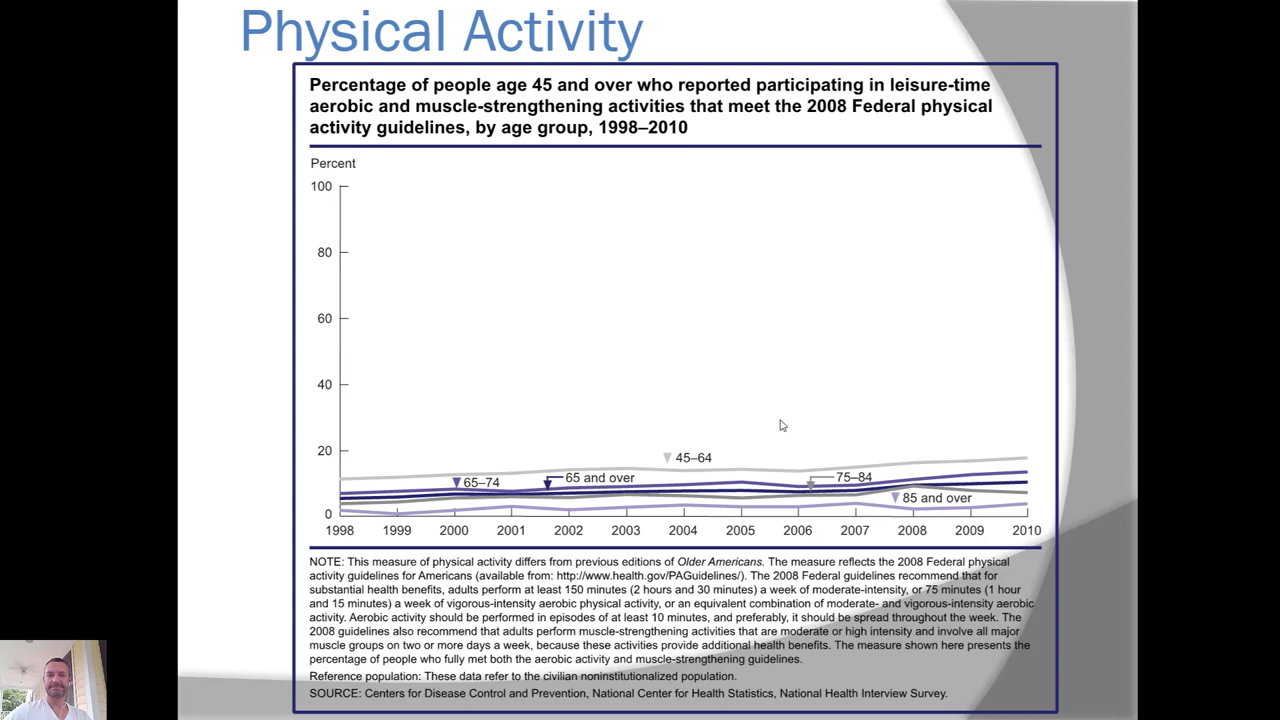 Physical Activity
Percentage of people age 45 and over who reported participating in leisure-time
aerobic and muscle-strengthening activities that meet the 2008 Federal physical
activity guidelines, by age group, 1998–2010
Percent
100
80
60
40
20
0
45–64
65–74
65 and over
75–84
85 and over
1998 1999 2000 2001 2002 2003 2004 2005 2006 2007 2008 2009 2010
NOTE: This measure of physical activity differs from previous editions of Older Americans. The measure reflects the 2008 Federal physical
activity guidelines for Americans (available from: http://www.health.gov/PAGuidelines/). The 2008 Federal guidelines recommend that for
substantial health benefits, adults perform at least 150 minutes (2 hours and 30 minutes) a week of moderate-intensity, or 75 minutes (1 hour
and 15 minutes) a week of vigorous-intensity aerobic physical activity, or an equivalent combination of moderate- and vigorous-intensity aerobic
activity. Aerobic activity should be performed in episodes of at least 10 minutes, and preferably, it should be spread throughout the week. The
2008 guidelines also recommend that adults perform muscle-strengthening activities that are moderate or high intensity and involve all major
muscle groups on two or more days a week, because these activities provide additional health benefits. The measure shown here presents the
percentage of people who fully met both the aerobic activity and muscle-strengthening guidelines.
Reference population: These data refer to the civilian noninstitutionalized population.
SOURCE: Centers for Disease Control and Prevention, National Center for Health Statistics, National Health Interview Survey.